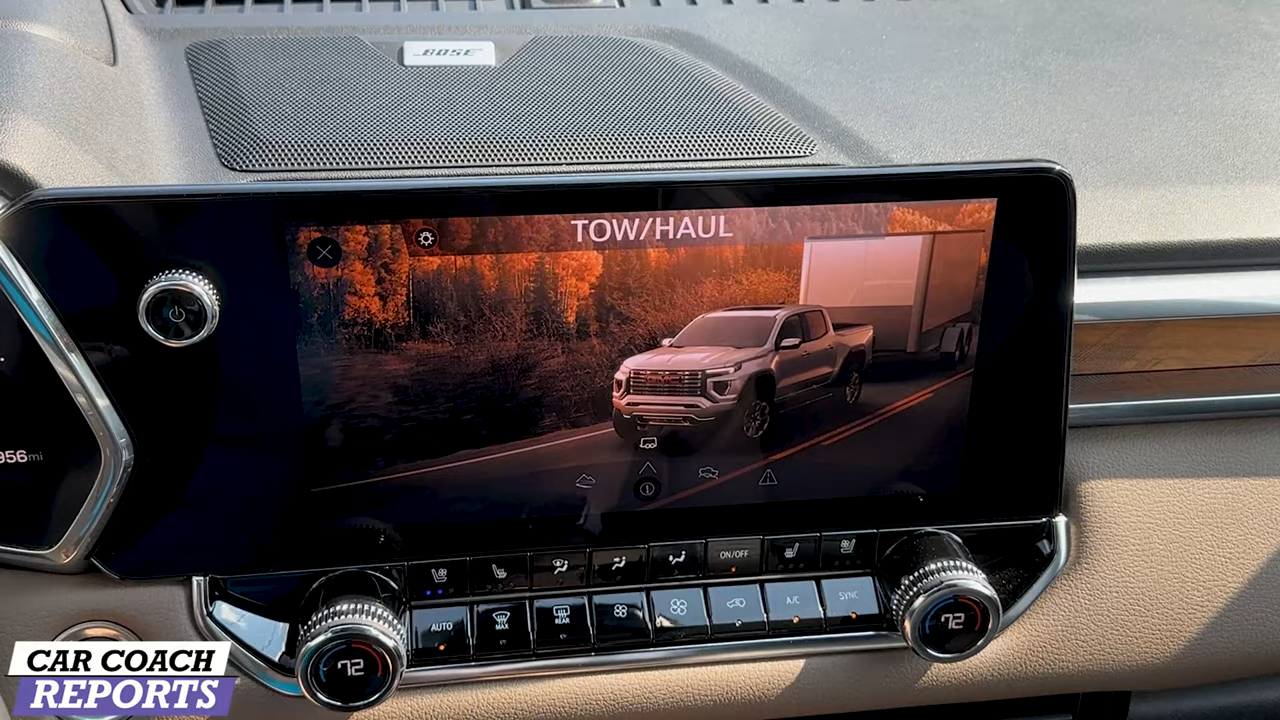 BOSE
TOW/HAUL
GMC
956mi
ON/OFF
AUTO
MAX
REAR
A/C
SYNC
72
72
CAR COACH
REPORTS